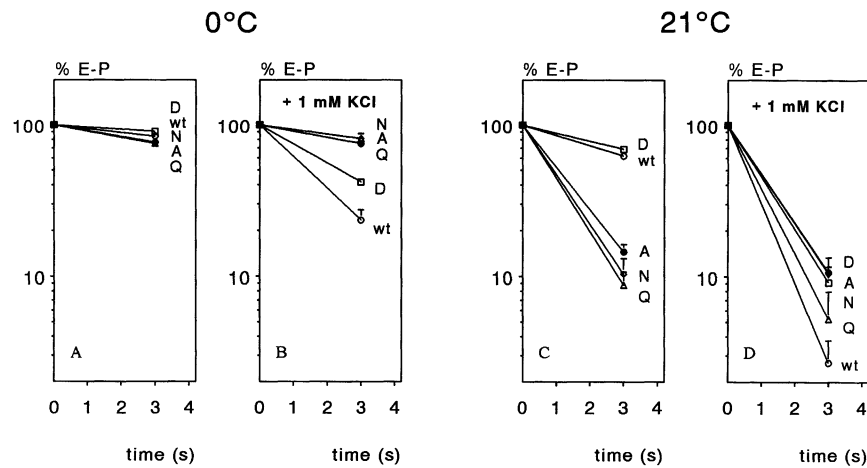 0°C
21°C
% E-P
% E-P
% E-P
% E-P
+ 1 mM KCl
+ 1 mM KCl
100
D
wt
N
A
Q
A
0 1 2 3 4
time (s)
100
10
N
A
Q
D
wt
B
0 1 2 3 4
time (s)
100
10
D
wt
A
N
Q
C
0 1 2 3 4
time (s)
100
10
D
A
N
Q
wt
D
0 1 2 3 4
time (s)
10